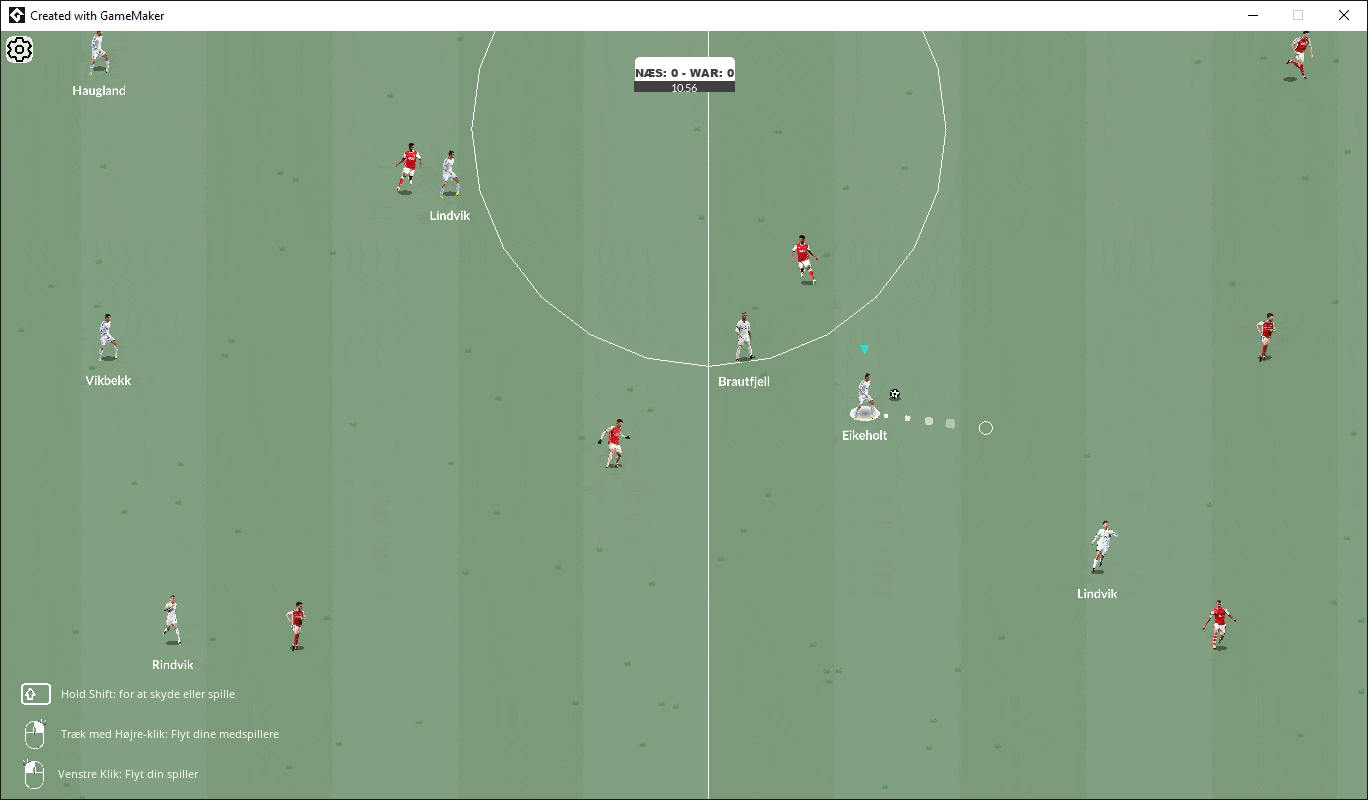 Created with GameMaker
NÆS: 0 - WAR: 0
10.56
Haugland
Lindvik
Vikbekk
Brautfjell
Eikeholt
Lindvik
Rindvik
Hold Shift: for at skyde eller spille
Træk med Højre-klik: Flyt dine medspillere
Venstre Klik: Flyt din spiller